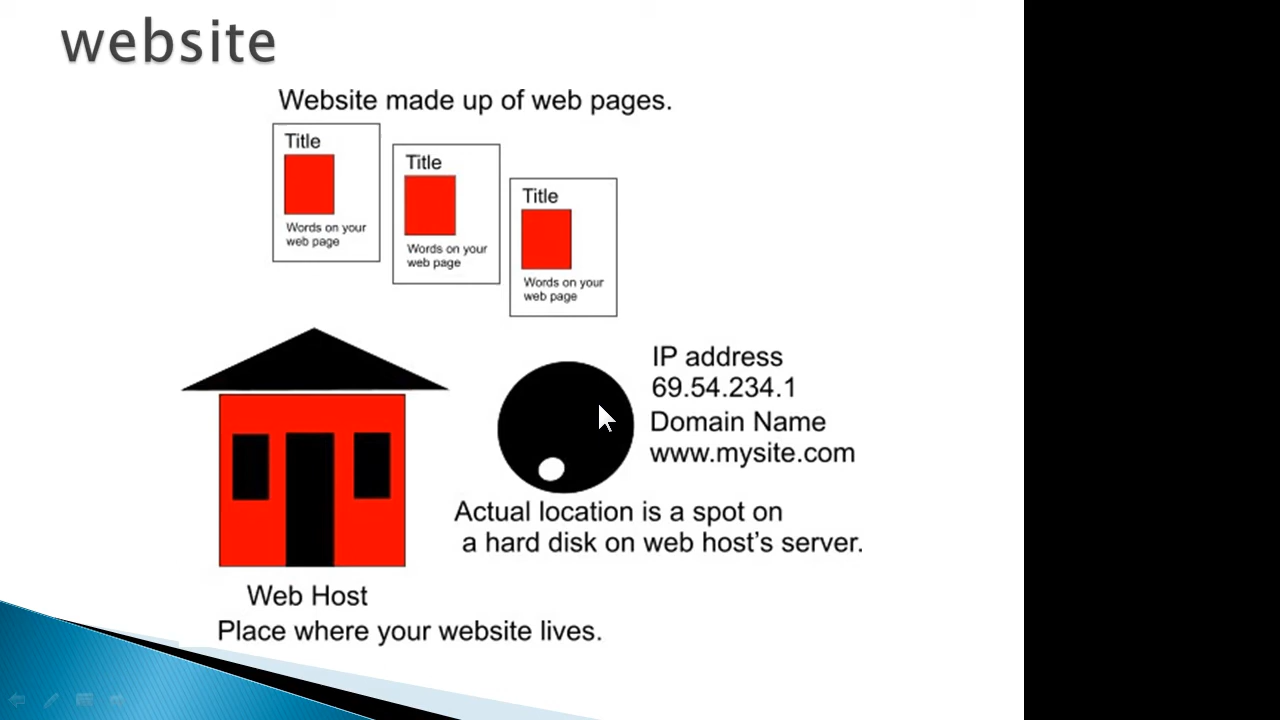 website
Website made up of web pages.
Title
Words on your
web page
Title
Words on your
web page
Title
Words on your
web page
IP address
69.54.234.1
Domain Name
www.mysite.com
Actual location is a spot on
a hard disk on web host's server.
Web Host
Place where your website lives.